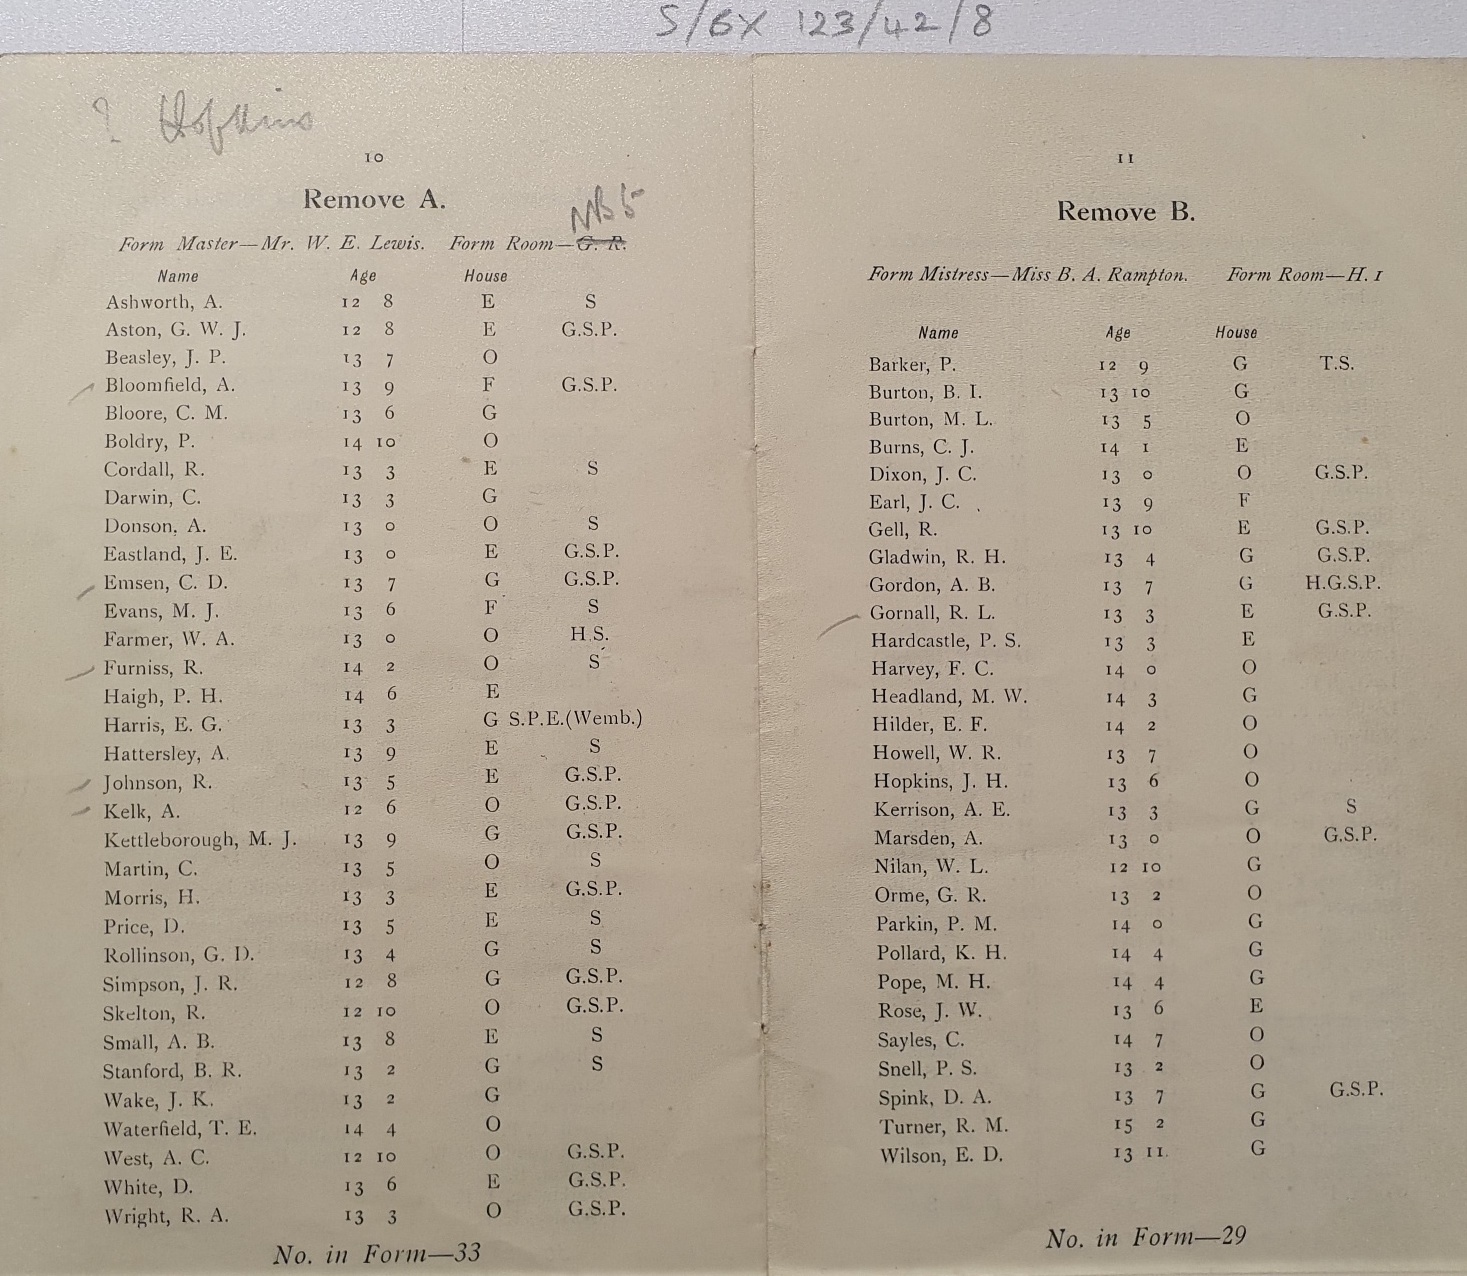 S/6X 123/42/8
? Hopkins
10
Remove A.
NB 5
Form Master—Mr. W. E. Lewis. Form Room—G. R.
Name Age House
Ashworth, A. 12 8 E S
Aston, G. W. J. 12 8 E G.S.P.
Beasley, J. P. 13 7 O
Bloomfield, A. 13 9 F G.S.P.
Bloore, C. M. 13 6 G
Boldry, P. 14 10 O
Cordall, R. 13 3 E S
Darwin, C. 13 3 G
Donson, A. 13 0 O S
Eastland, J. E. 13 0 E G.S.P.
Emsen, C. D. 13 7 G G.S.P.
Evans, M. J. 13 6 F S
Farmer, W. A. 13 0 O H.S.
Furniss, R. 14 2 O S
Haigh, P. H. 14 6 E
Harris, E. G. 13 3 G S.P.E.(Wemb.)
Hattersley, A. 13 9 E S
Johnson, R. 13 5 E G.S.P.
Kelk, A. 12 6 O G.S.P.
Kettleborough, M. J. 13 9 G G.S.P.
Martin, C. 13 5 O S
Morris, H. 13 3 E G.S.P.
Price, D. 13 5 E S
Rollinson, G. D. 13 4 G S
Simpson, J. R. 12 8 G G.S.P.
Skelton, R. 12 10 O G.S.P.
Small, A. B. 13 8 E S
Stanford, B. R. 13 2 G S
Wake, J. K. 13 2 G
Waterfield, T. E. 14 4 O
West, A. C. 12 10 O G.S.P.
White, D. 13 6 E G.S.P.
Wright, R. A. 13 3 O G.S.P.
No. in Form—33
11
Remove B.
Form Mistress—Miss B. A. Rampton. Form Room—H. 1
Name Age House
Barker, P. 12 9 G T.S.
Burton, B. I. 13 10 G
Burton, M. L. 13 5 O
Burns, C. J. 14 1 E
Dixon, J. C. 13 0 O G.S.P.
Earl, J. C. 13 9 F
Gell, R. 13 10 E G.S.P.
Gladwin, R. H. 13 4 G G.S.P.
Gordon, A. B. 13 7 G H.G.S.P.
Gornall, R. L. 13 3 E G.S.P.
Hardcastle, P. S. 13 3 E
Harvey, F. C. 14 0 O
Headland, M. W. 14 3 G
Hilder, E. F. 14 2 O
Howell, W. R. 13 7 O
Hopkins, J. H. 13 6 O
Kerrison, A. E. 13 3 G S
Marsden, A. 13 0 O G.S.P.
Nilan, W. L. 12 10 G
Orme, G. R. 13 2 O
Parkin, P. M. 14 0 G
Pollard, K. H. 14 4 G
Pope, M. H. 14 4 G
Rose, J. W. 13 6 E
Sayles, C. 14 7 O
Snell, P. S. 13 2 O
Spink, D. A. 13 7 G G.S.P.
Turner, R. M. 15 2 G
Wilson, E. D. 13 11. G
No. in Form—29